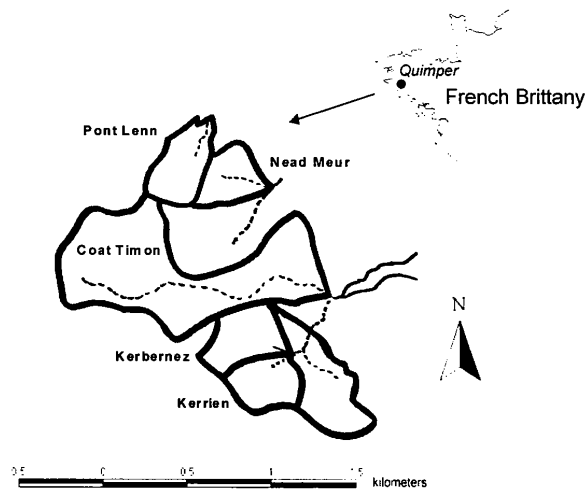 Quimper
French Brittany
Pont Lenn
Nead Meur
Coat Timon
N
Kerbernez
Kerrien
0.5 0 0.5 1 1.5 kilometers